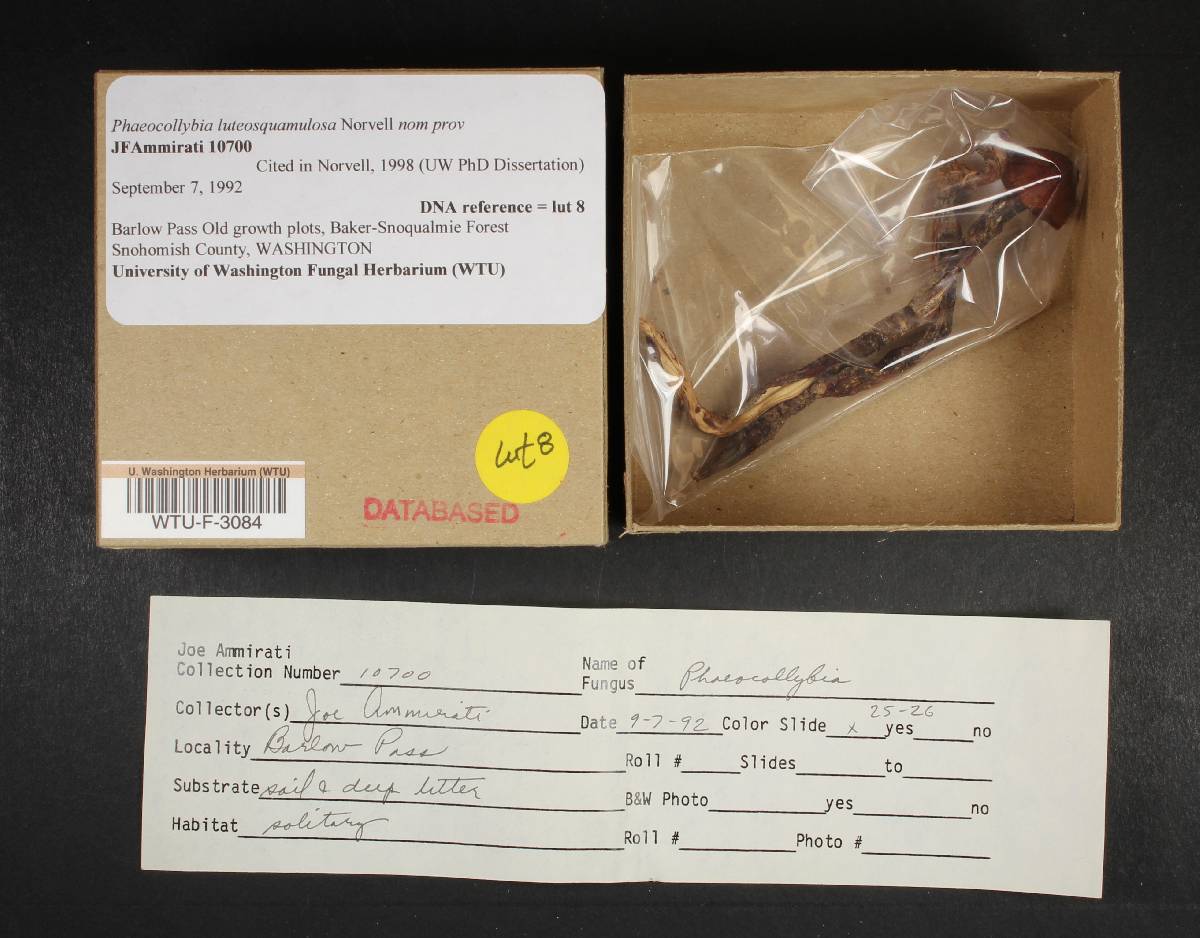 Phaeocollybia luteosquamulosa Norvell nom prov
JFAmmirati 10700
Cited in Norvell, 1998 (UW PhD Dissertation)
September 7, 1992
DNA reference = lut 8
Barlow Pass Old growth plots, Baker-Snoqualmie Forest
Snohomish County, WASHINGTON
University of Washington Fungal Herbarium (WTU)
lut 8
U. Washington Herbarium (WTU)
WTU-F-3084
DATABASED
Joe Ammirati
Collection Number 10700
Collector(s) Joe Ammirati
Locality Barlow Pass
Substrate soil & deep litter
Habitat solitary
Name of
Fungus Phaeocollybia
25-26
Date 9-7-92 Color Slide x yes no
Roll # Slides to
B&W Photo yes no
Roll # Photo #